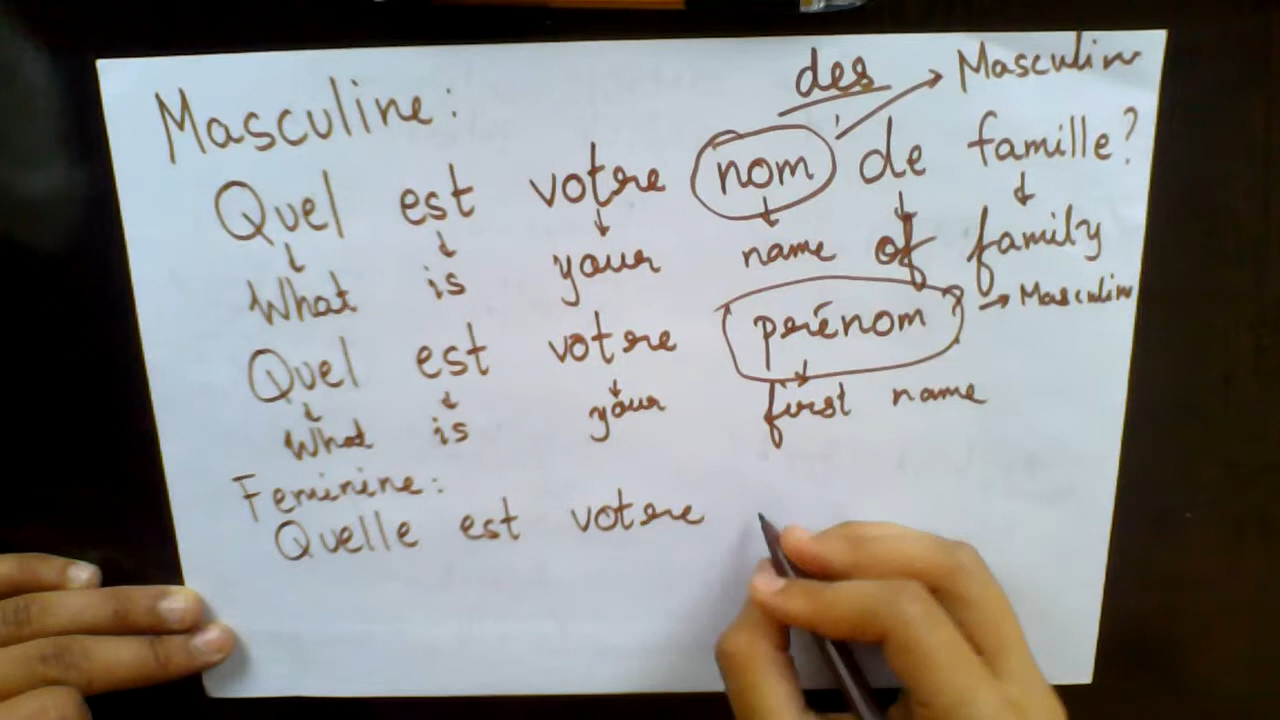 des Masculin
Masculine:
Quel est votre nom de famille?
What is your name of family
Quel est votre prénom Masculin
What is your first name
Feminine:
Quelle est votre